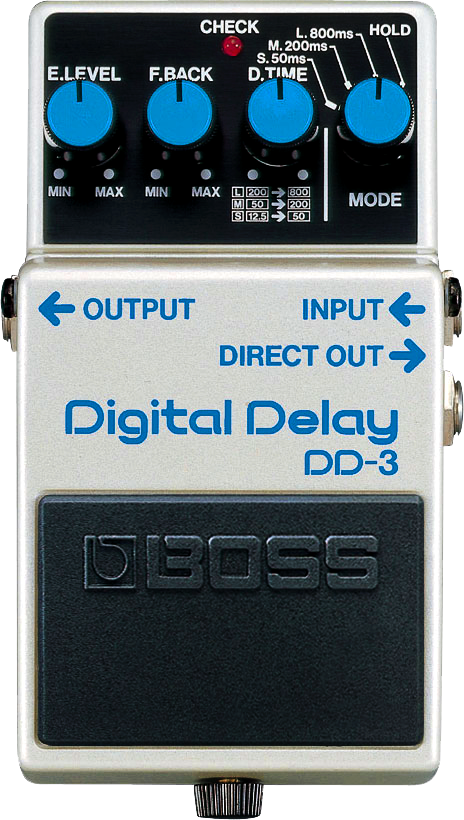 CHECK
L.800ms
HOLD
M.200ms
S.50ms
E.LEVEL
F.BACK
D.TIME
MIN MAX
MIN MAX
L 200 → 800
M 50 → 200
S 12.5 → 50
MODE
← OUTPUT
INPUT ←
DIRECT OUT →
Digital Delay
DD-3
BOSS